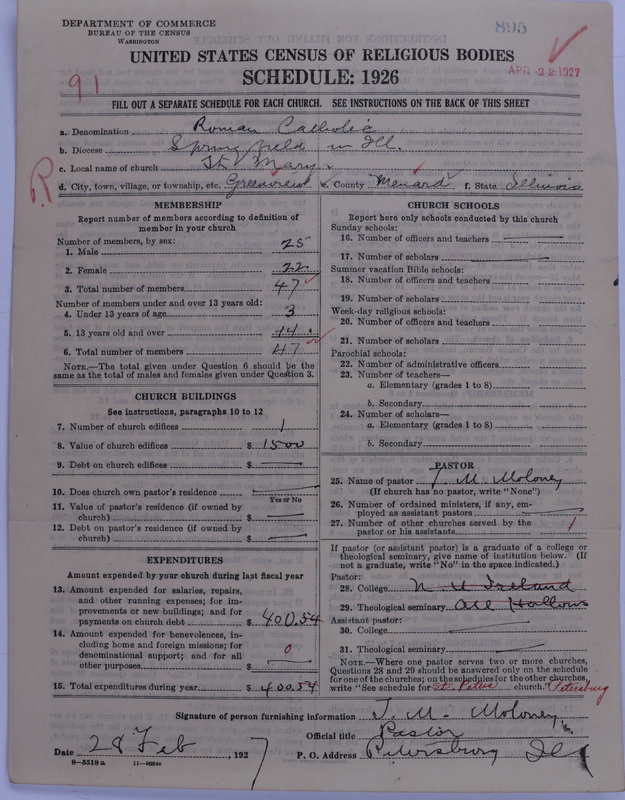 DEPARTMENT OF COMMERCE
BUREAU OF THE CENSUS
WASHINGTON
895
UNITED STATES CENSUS OF RELIGIOUS BODIES
SCHEDULE: 1926
APR 22 1927
91
FILL OUT A SEPARATE SCHEDULE FOR EACH CHURCH. SEE INSTRUCTIONS ON THE BACK OF THIS SHEET
a. Denomination Roman Catholic
b. Diocese Springfield in Ill.
c. Local name of church St Marys
d. City, town, village, or township, etc. Greenview e. County Menard f. State Illinois
MEMBERSHIP
Report number of members according to definition of member in your church
Number of members, by sex:
1. Male 25
2. Female 22
3. Total number of members 47
Number of members under and over 13 years old:
4. Under 13 years of age 3
5. 13 years old and over 44
6. Total number of members 47
NOTE.—The total given under Question 6 should be the same as the total of males and females given under Question 3.
CHURCH BUILDINGS
See instructions, paragraphs 10 to 12
7. Number of church edifices 1
8. Value of church edifices $ 1500
9. Debt on church edifices $
10. Does church own pastor's residence
Yes or No
11. Value of pastor's residence (if owned by church) $
12. Debt on pastor's residence (if owned by church) $
EXPENDITURES
Amount expended by your church during last fiscal year
13. Amount expended for salaries, repairs, and other running expenses; for improvements or new buildings; and for payments on church debt $ 400.54
14. Amount expended for benevolences, including home and foreign missions; for denominational support; and for all other purposes $ 0
15. Total expenditures during year $ 400.54
CHURCH SCHOOLS
Report here only schools conducted by this church
Sunday schools:
16. Number of officers and teachers
17. Number of scholars
Summer vacation Bible schools:
18. Number of officers and teachers
19. Number of scholars
Week-day religious schools:
20. Number of officers and teachers
21. Number of scholars
Parochial schools:
22. Number of administrative officers
23. Number of teachers—
a. Elementary (grades 1 to 8)
b. Secondary
24. Number of scholars—
a. Elementary (grades 1 to 8)
b. Secondary
PASTOR
25. Name of pastor T. M. Moloney
(If church has no pastor, write "None")
26. Number of ordained ministers, if any, employed as assistant pastors
27. Number of other churches served by the pastor or his assistants 1
If pastor (or assistant pastor) is a graduate of a college or theological seminary, give name of institution below. (If not a graduate, write "No" in the space indicated.)
Pastor:
28. College N U Ireland
29. Theological seminary All Hallows
Assistant pastor:
30. College
31. Theological seminary
NOTE.—Where one pastor serves two or more churches, Questions 28 and 29 should be answered only on the schedule for one of the churches; on the schedules for the other churches, write "See schedule for St. Peters church." Petersburg
Signature of person furnishing information T. M. Moloney
Official title Pastor
Date 28 Feb, 1927 P. O. Address Petersburg Ill
8-5518a 11-9054a